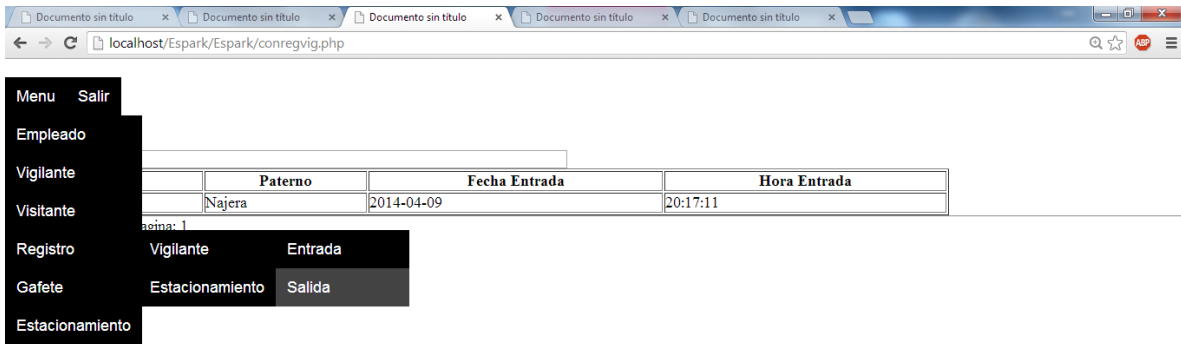 Documento sin título Documento sin título Documento sin título Documento sin título Documento sin título
localhost/Espark/Espark/conregvig.php
ABP
Menu Salir
Empleado
Vigilante
Paterno Fecha Entrada Hora Entrada
Najera 2014-04-09 20:17:11
Visitante
agina: 1
Registro Vigilante Entrada
Gafete Estacionamiento Salida
Estacionamiento